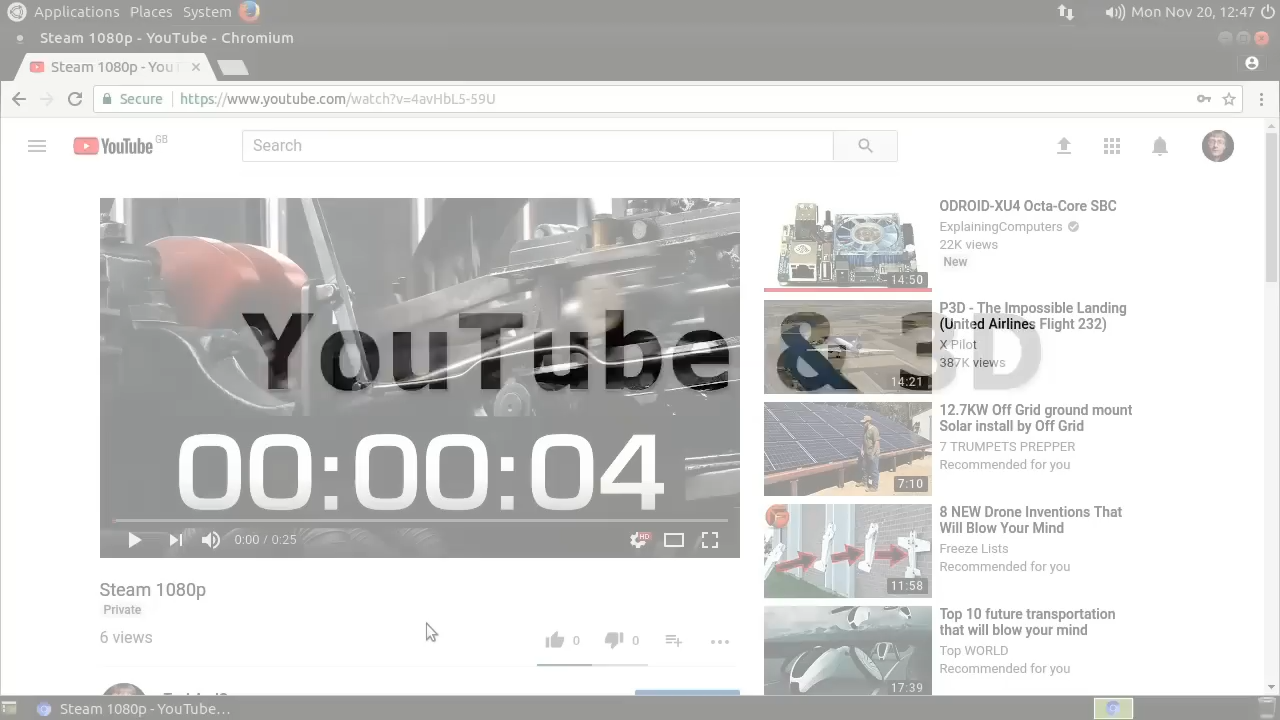 Applications Places System
Mon Nov 20, 12:47
Steam 1080p - YouTube - Chromium
Steam 1080p - You
Secure
https://www.youtube.com/watch?v=4avHbL5-59U
YouTube GB
Search
YouTube & 3D
00:00:04
0:00 / 0:25
HD
Steam 1080p
Private
6 views
0
0
14:50
ODROID-XU4 Octa-Core SBC
ExplainingComputers
22K views
New
14:21
P3D - The Impossible Landing
(United Airlines Flight 232)
X Pilot
387K views
7:10
12.7KW Off Grid ground mount
Solar install by Off Grid
7 TRUMPETS PREPPER
Recommended for you
11:58
8 NEW Drone Inventions That
Will Blow Your Mind
Freeze Lists
Recommended for you
17:39
Top 10 future transportation
that will blow your mind
Top WORLD
Recommended for you
Steam 1080p - YouTube...